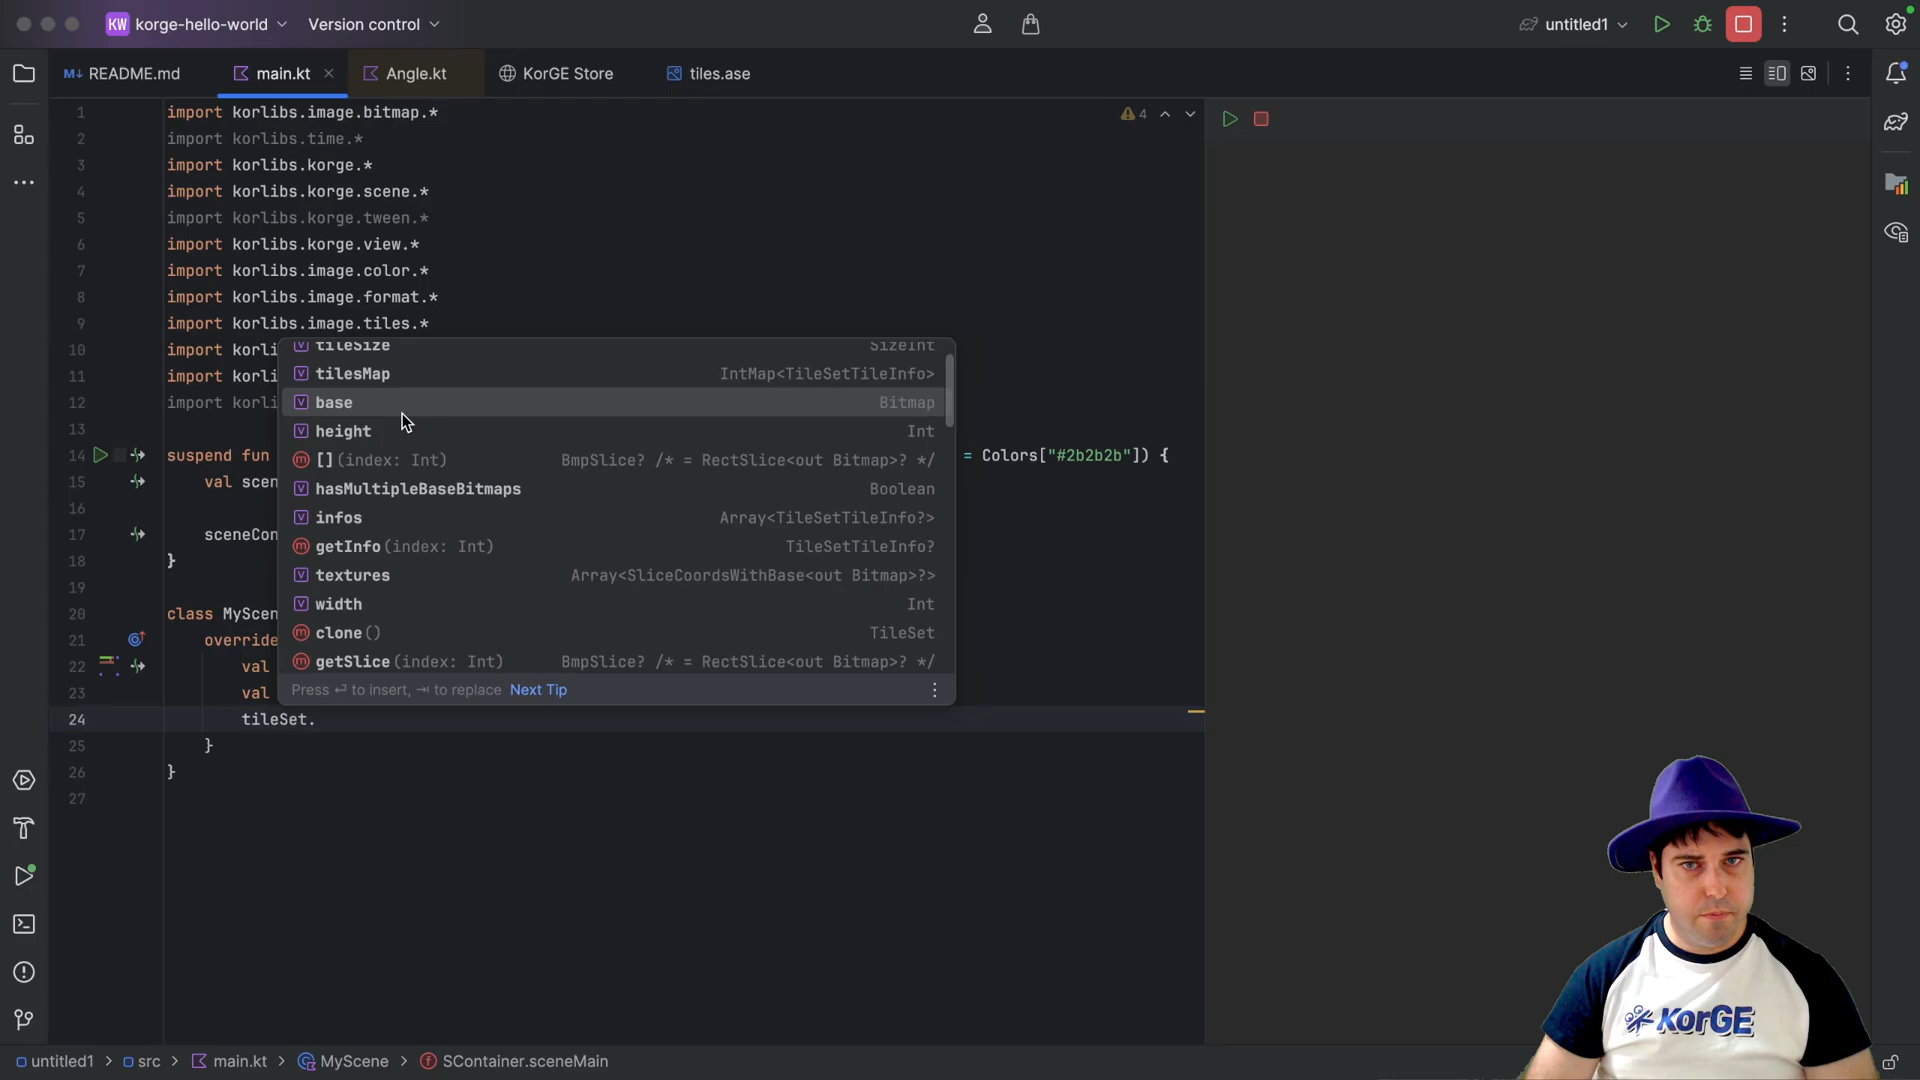 KW korge-hello-world Version control untitled1
README.md main.kt Angle.kt KorGE Store tiles.ase
1 import korlibs.image.bitmap.* 4
2 import korlibs.time.*
3 import korlibs.korge.*
4 import korlibs.korge.scene.*
5 import korlibs.korge.tween.*
6 import korlibs.korge.view.*
7 import korlibs.image.color.*
8 import korlibs.image.format.*
9 import korlibs.image.tiles.*
10 import korli
11 import korli
12 import korli
13
14 suspend fun = Colors["#2b2b2b"]) {
15 val scen
16
17 sceneCon
18 }
19
20 class MyScen
21 override
22 val
23 val
24 tileSet.
25 }
26 }
27
tileSize SizeInt
tilesMap IntMap<TileSetTileInfo>
base Bitmap
height Int
[](index: Int) BmpSlice? /* = RectSlice<out Bitmap>? */
hasMultipleBaseBitmaps Boolean
infos Array<TileSetTileInfo?>
getInfo(index: Int) TileSetTileInfo?
textures Array<SliceCoordsWithBase<out Bitmap>?>
width Int
clone() TileSet
getSlice(index: Int) BmpSlice? /* = RectSlice<out Bitmap>? */
Press ⏎ to insert, ⇥ to replace Next Tip
KorGE
untitled1 > src > main.kt > MyScene > SContainer.sceneMain